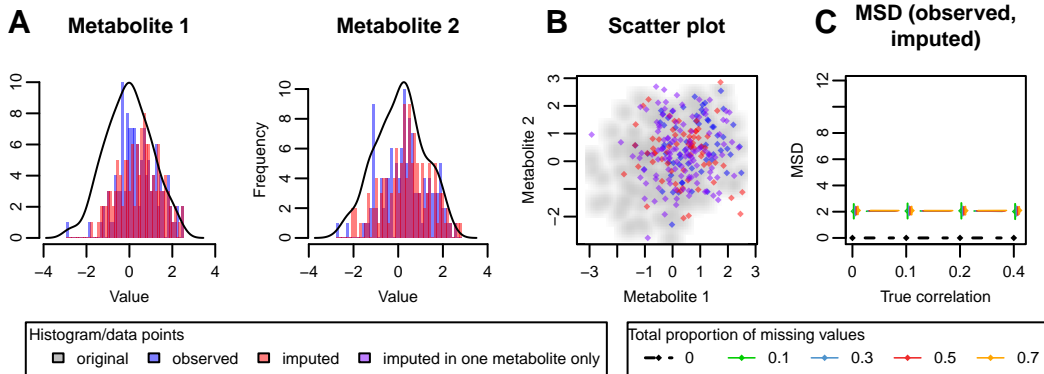 A
Metabolite 1
Metabolite 2
B
Scatter plot
C
MSD (observed,
imputed)
10
8
6
4
2
0
−4
−2
0
2
4
Value
Frequency
10
8
6
4
2
0
−4
−2
0
2
4
Value
Metabolite 2
3
2
0
−2
−3
−1
0
1
2
3
Metabolite 1
MSD
12
8
6
4
2
0
0
0.1
0.2
0.4
True correlation
Histogram/data points
original
observed
imputed
imputed in one metabolite only
Total proportion of missing values
0
0.1
0.3
0.5
0.7